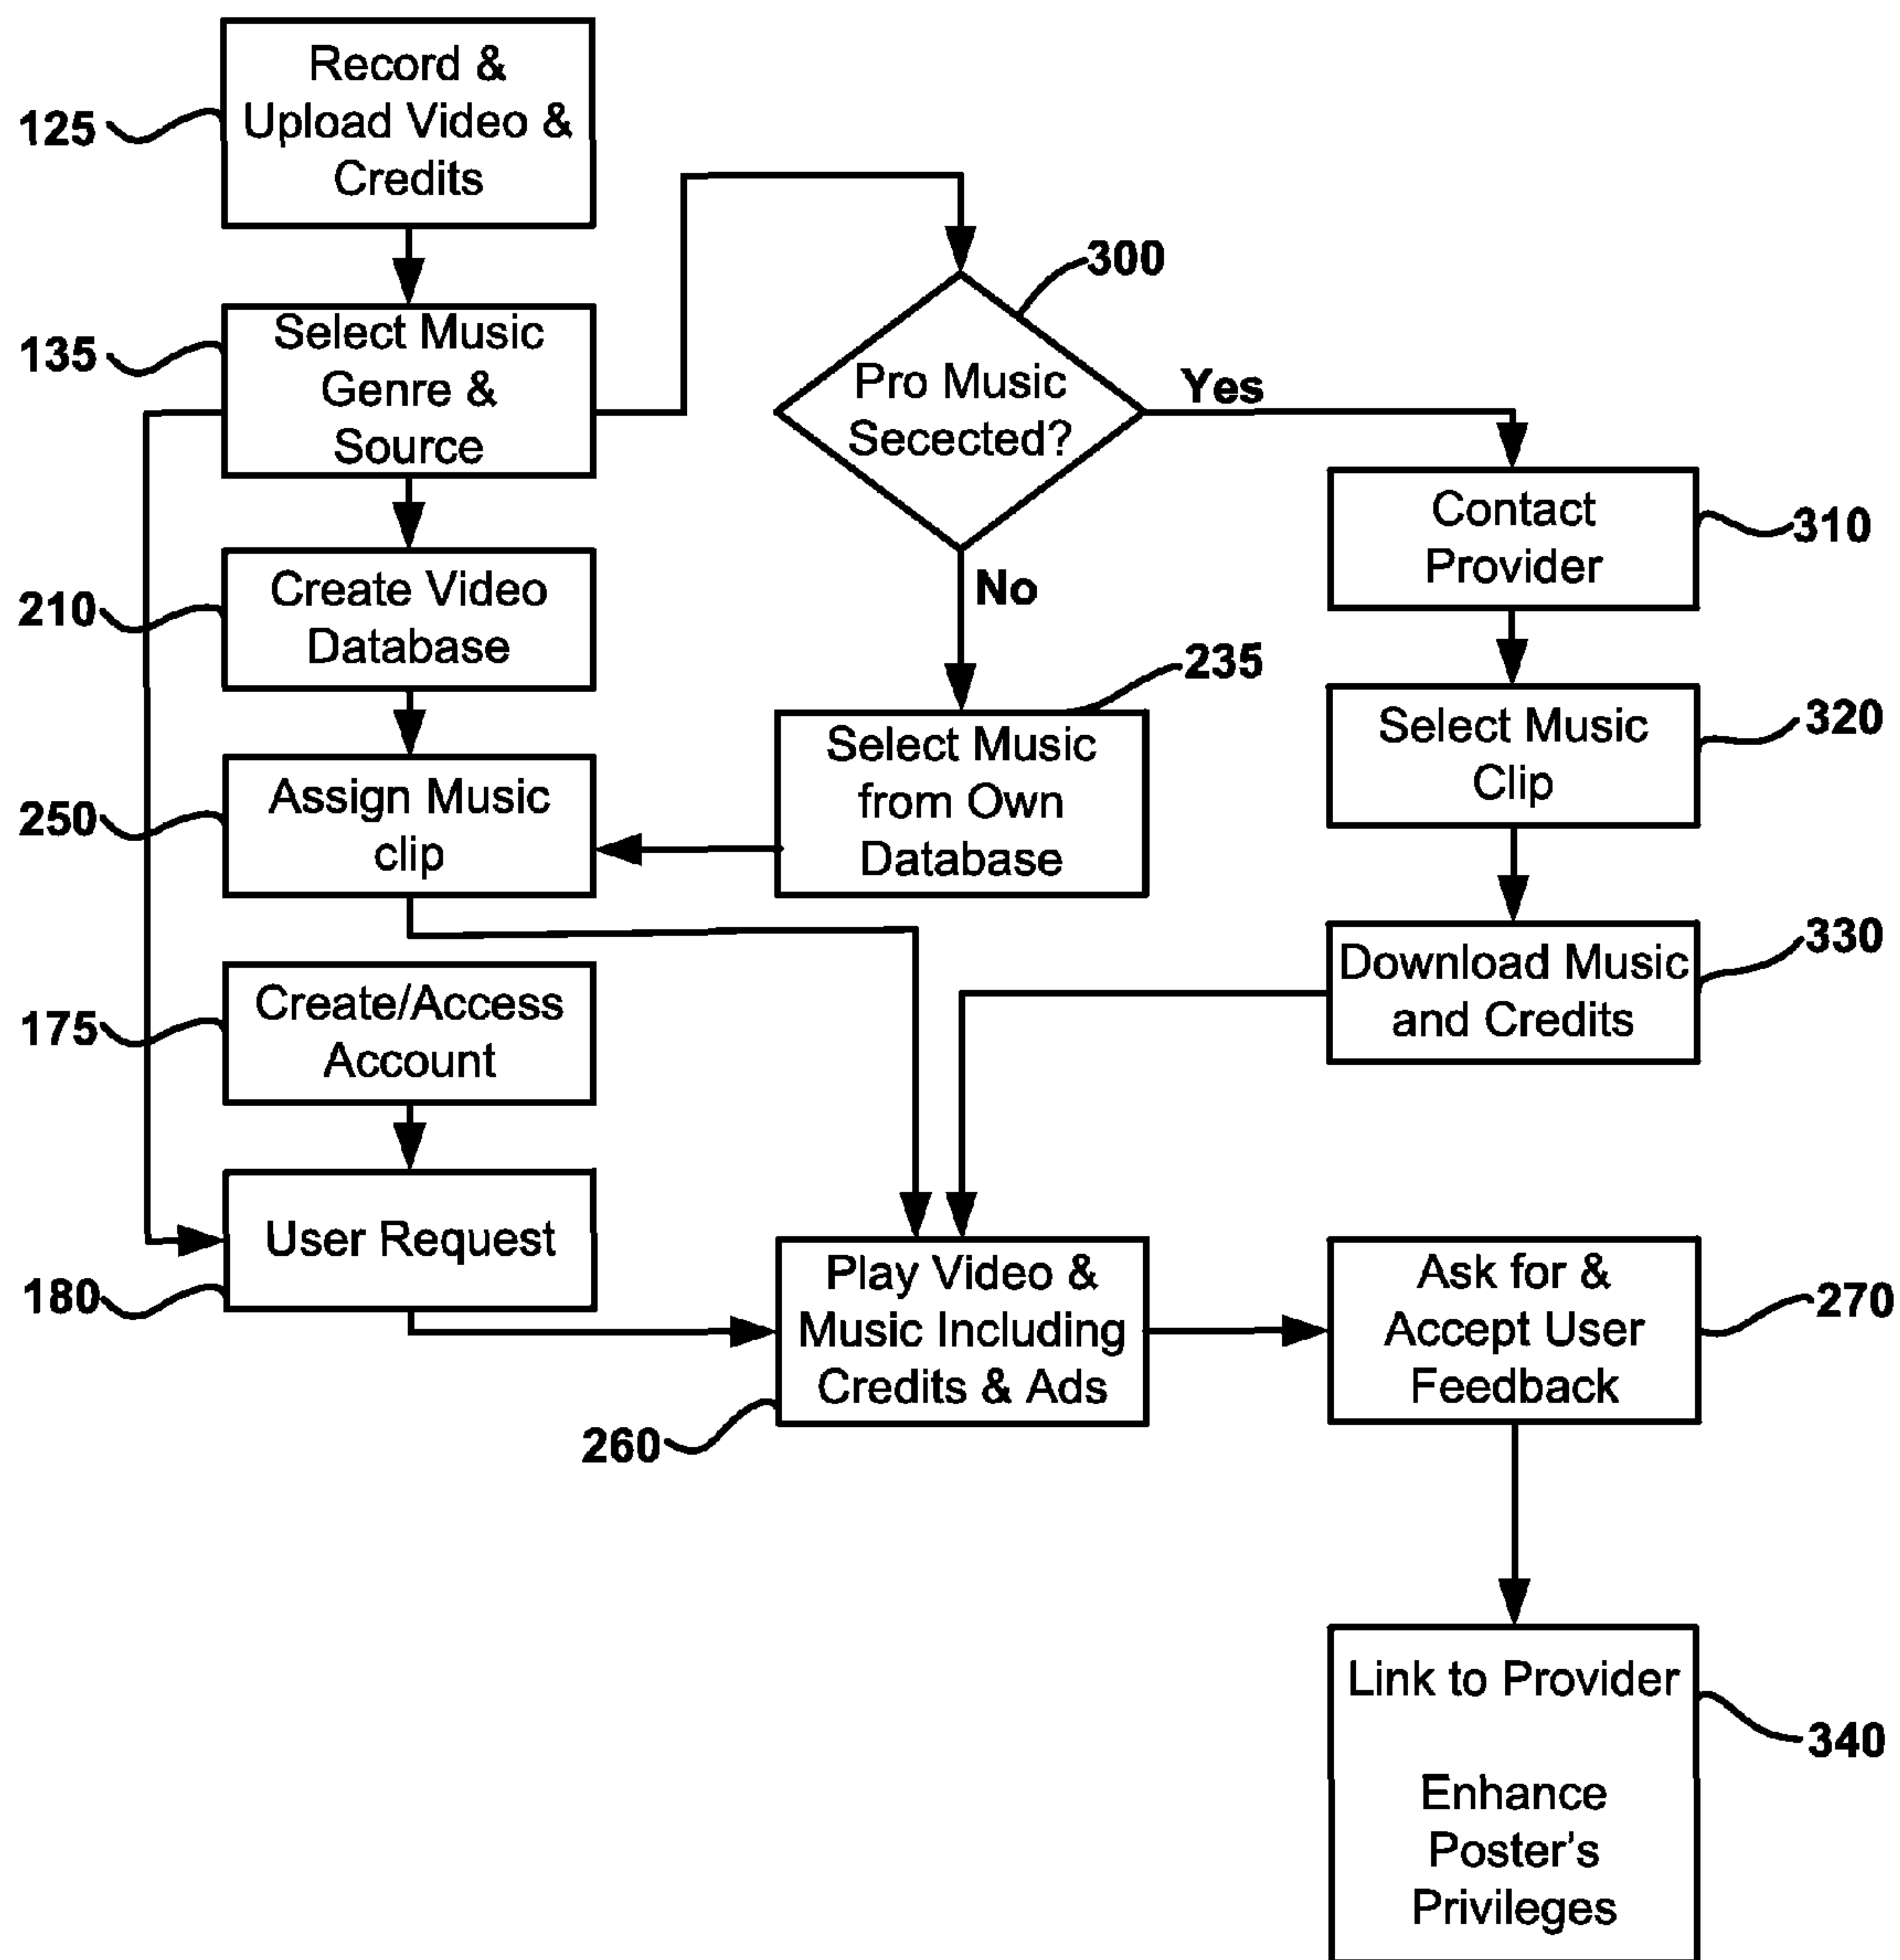 Record &
Upload Video &
Credits
125
Select Music
Genre &
Source
135
300
Pro Music
Secected?
Yes
No
Contact
Provider
310
Create Video
Database
210
235
Select Music
from Own
Database
Select Music
Clip
320
Assign Music
clip
250
Download Music
and Credits
330
Create/Access
Account
175
User Request
180
Play Video &
Music Including
Credits & Ads
260
Ask for &
Accept User
Feedback
270
Link to Provider
Enhance
Poster's
Privileges
340